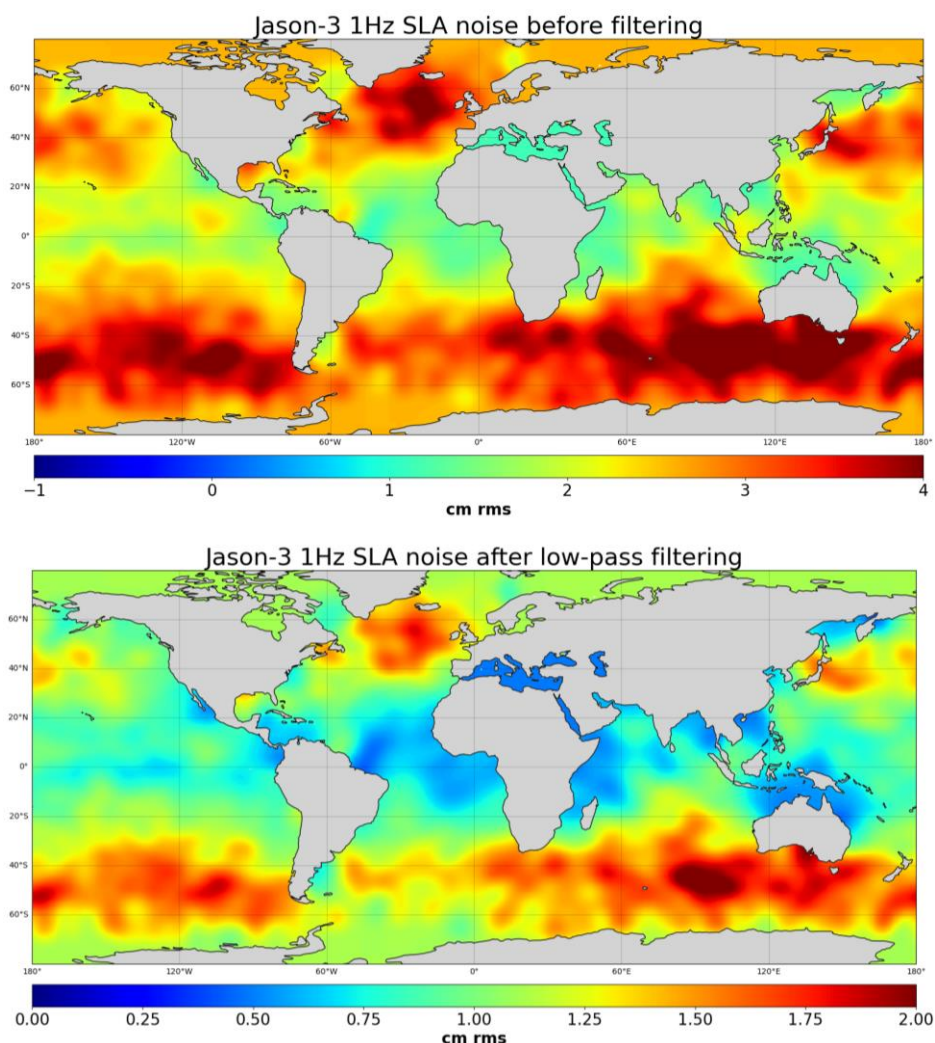 Jason-3 1Hz SLA noise before filtering
60°N
40°N
20°N
0°
20°S
40°S
60°S
180° 120°W 60°W 0° 60°E 120°E 180°
−1 0 1 2 3 4
cm rms
Jason-3 1Hz SLA noise after low-pass filtering
60°N
40°N
20°N
0°
20°S
40°S
60°S
180° 120°W 60°W 0° 60°E 120°E 180°
0.00 0.25 0.50 0.75 1.00 1.25 1.50 1.75 2.00
cm rms